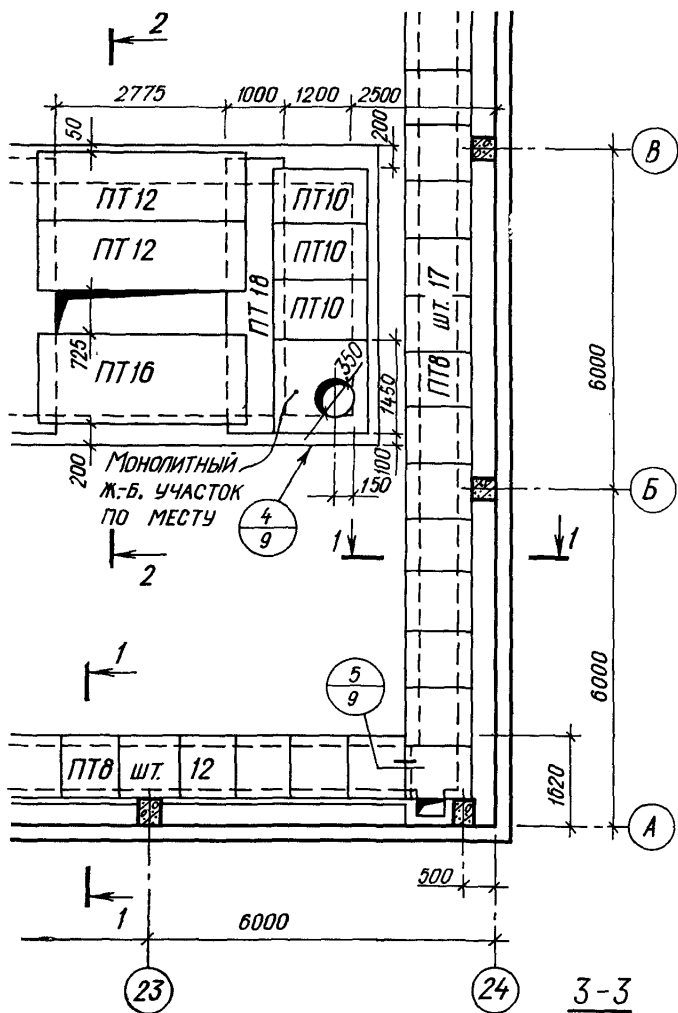 2
2775
1000
1200
2500
50
200
В
ПТ12
ПТ10
ПТ12
ПТ10
ПТ18
ПТ10
ПТ8 шт. 17
6000
725
ПТ16
350
1450
200
МОНОЛИТНЫЙ
Ж-Б. УЧАСТОК
ПО МЕСТУ
100
150
4
9
Б
2
1
1
1
5
9
6000
ПТ8 шт. 12
1620
А
500
1
6000
23
24
3-3